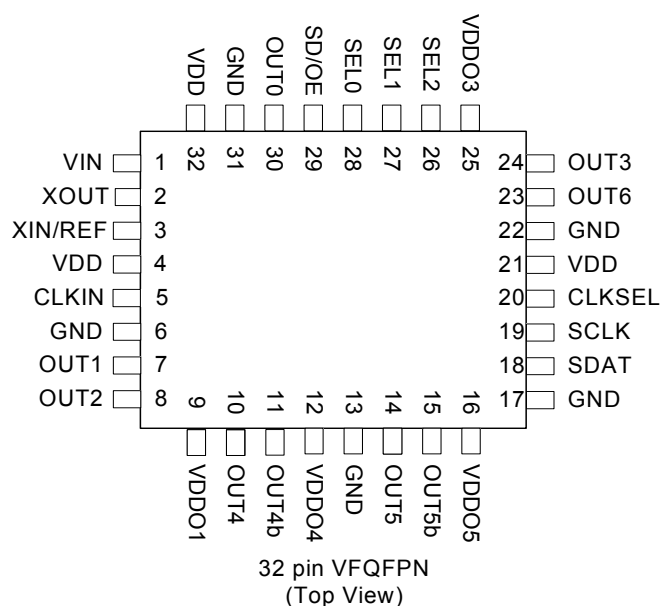 VDD
GND
OUT0
SD/OE
SEL0
SEL1
SEL2
VDDO3
32
31
30
29
28
27
26
25
VIN 1
XOUT 2
XIN/REF 3
VDD 4
CLKIN 5
GND 6
OUT1 7
OUT2 8
24 OUT3
23 OUT6
22 GND
21 VDD
20 CLKSEL
19 SCLK
18 SDAT
17 GND
9
10
11
12
13
14
15
16
VDDO1
OUT4
OUT4b
VDDO4
GND
OUT5
OUT5b
VDDO5
32 pin VFQFPN
(Top View)